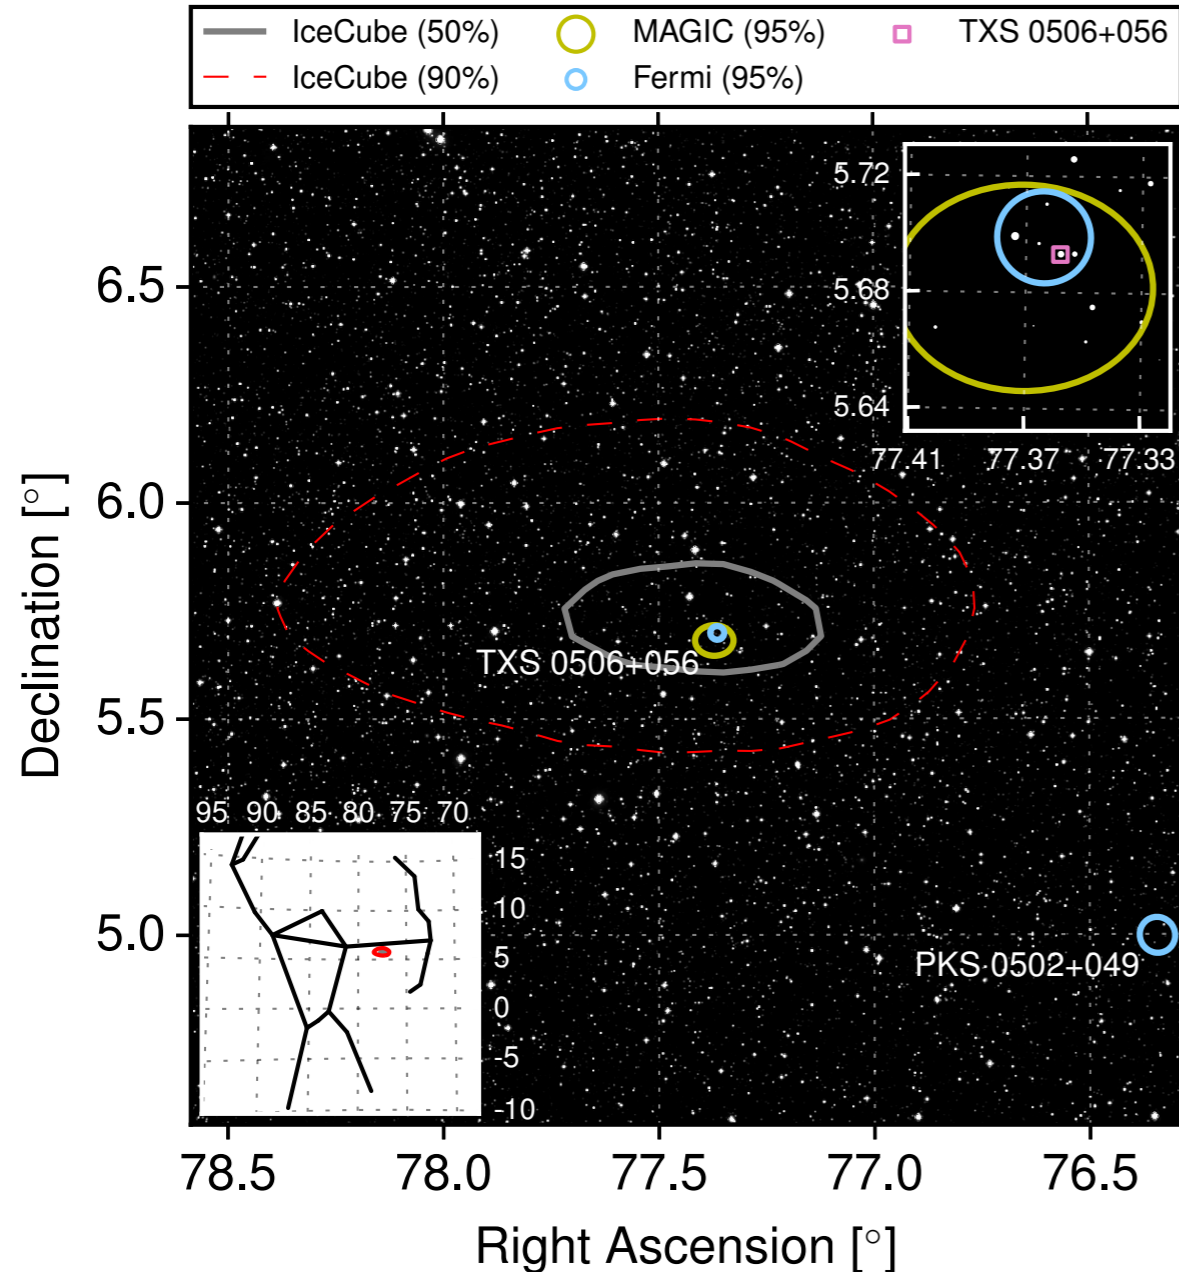 IceCube (50%) MAGIC (95%) TXS 0506+056
IceCube (90%) Fermi (95%)
5.72
5.68
5.64
77.41 77.37 77.33
6.5
6.0
5.5
5.0
Declination [°]
TXS 0506+056
95 90 85 80 75 70
15
10
5
0
-5
-10
PKS 0502+049
78.5 78.0 77.5 77.0 76.5
Right Ascension [°]